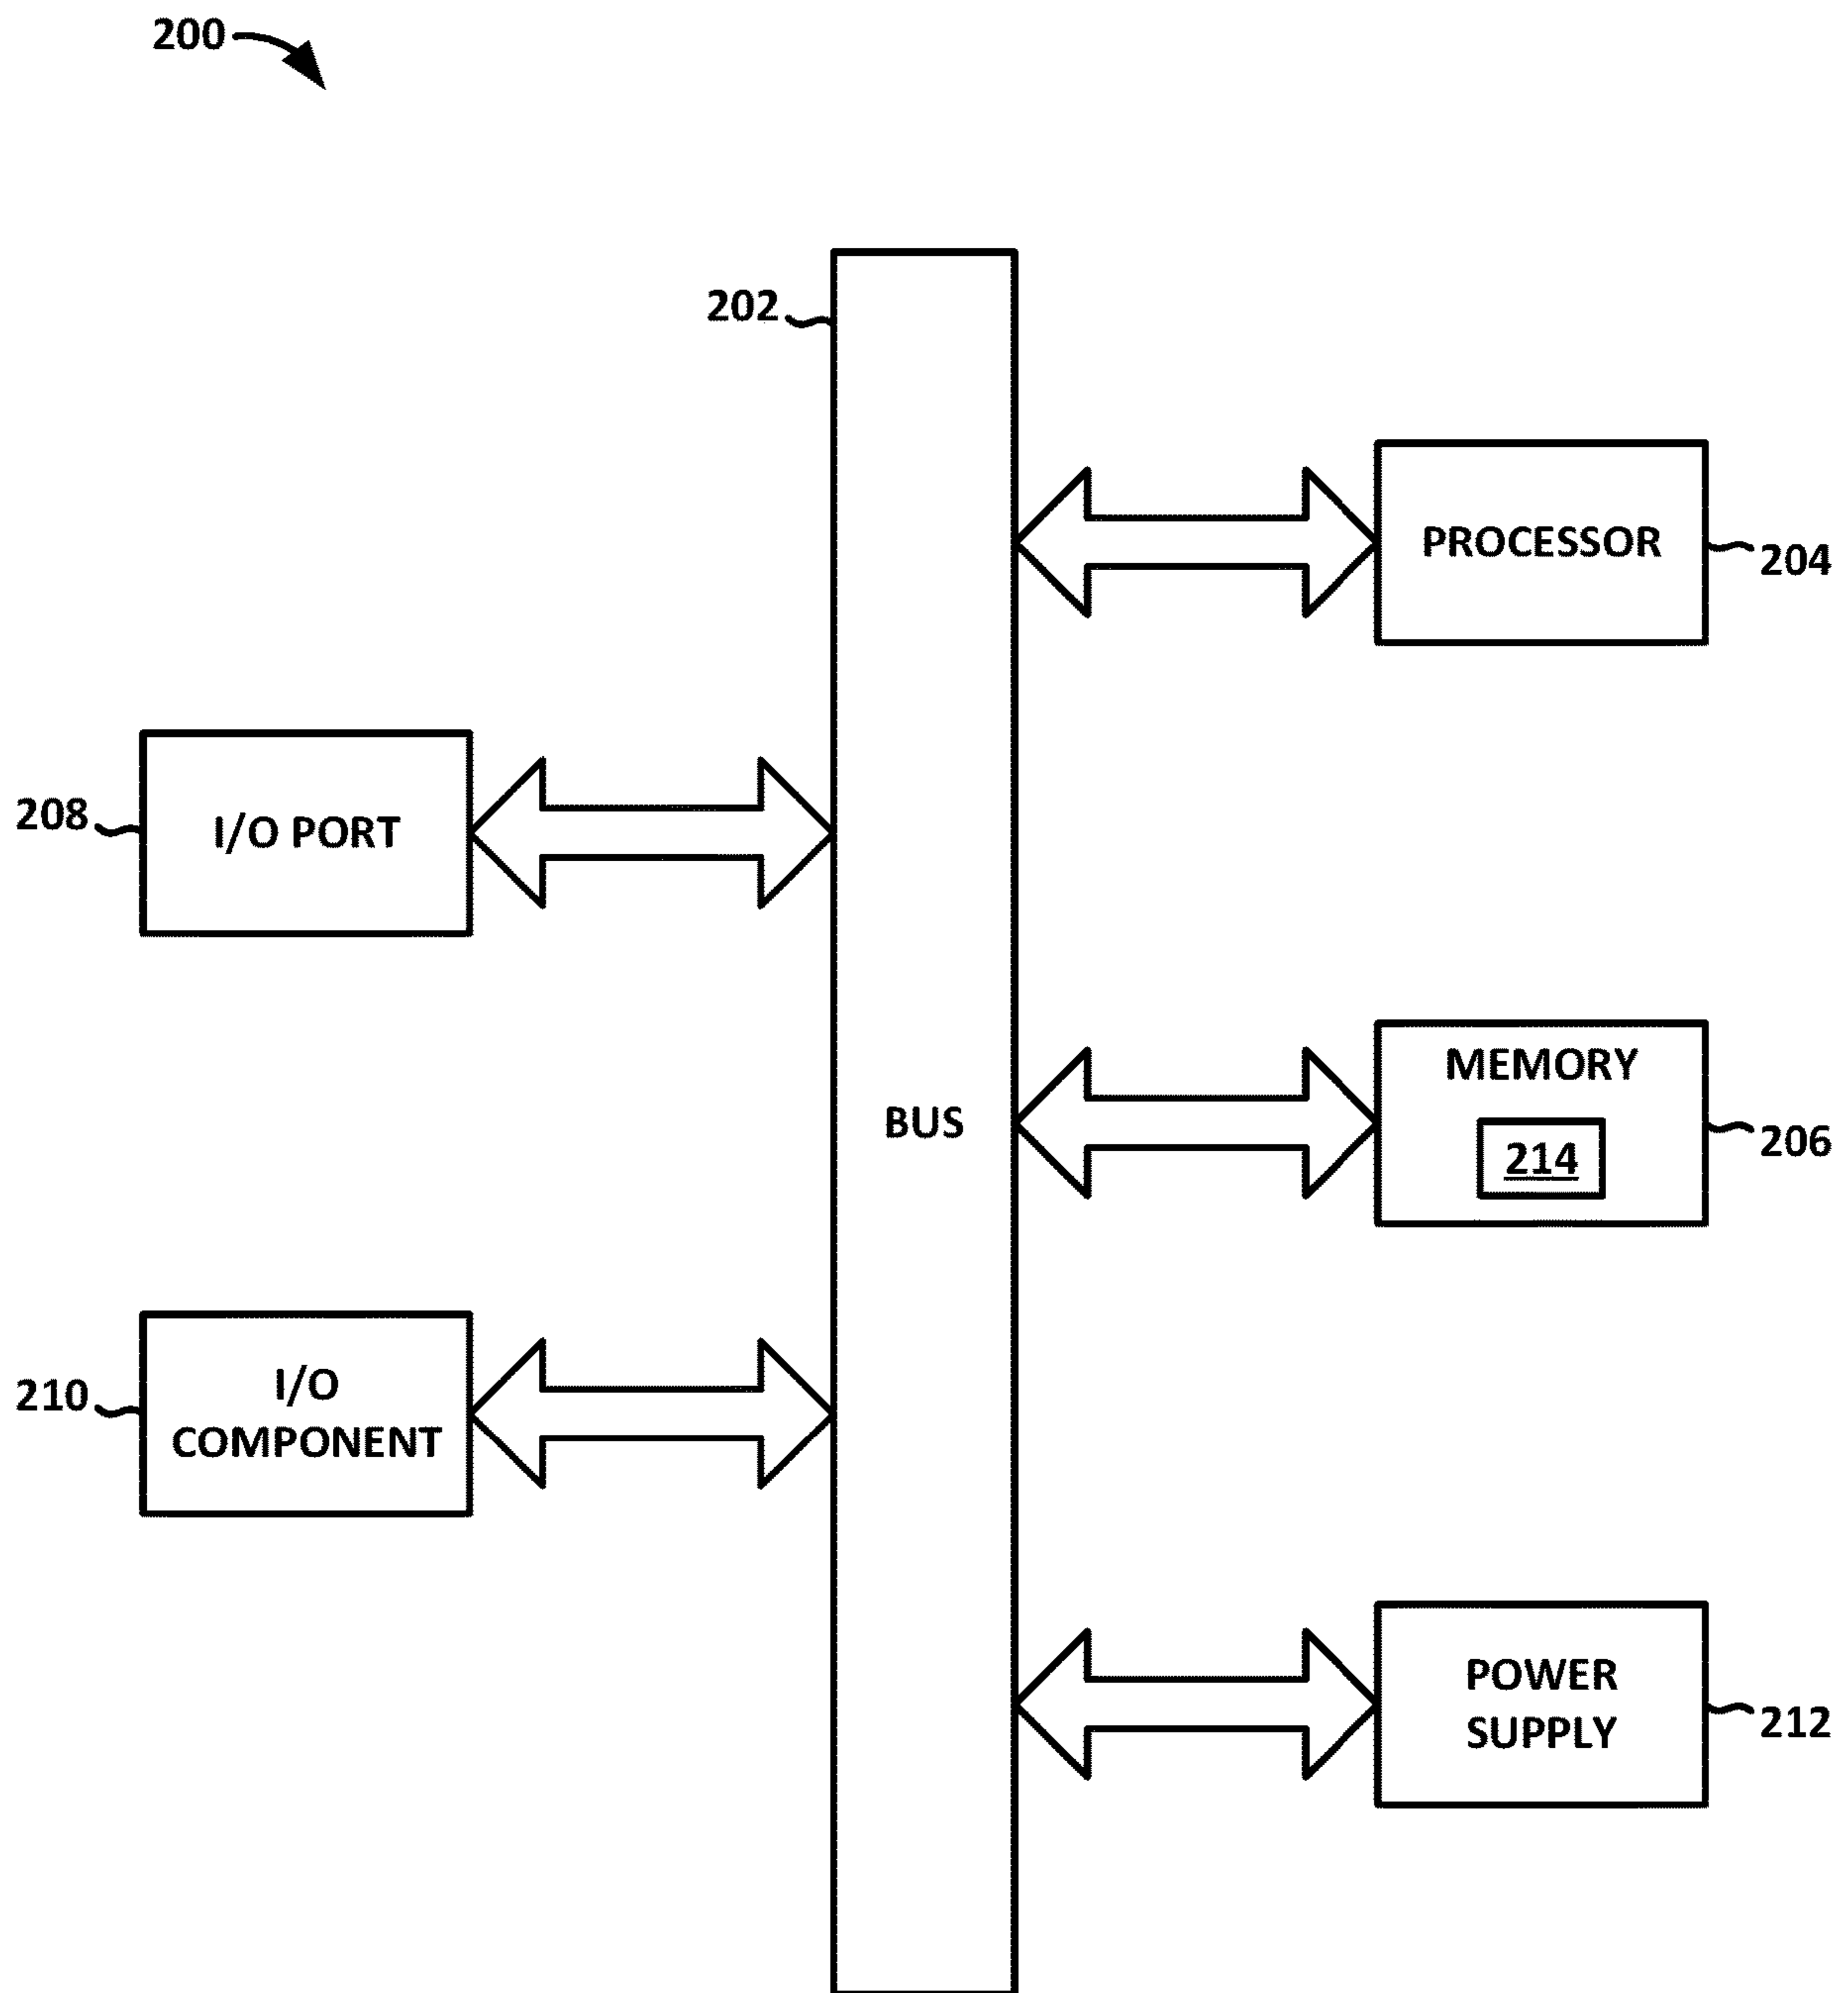 200
202
PROCESSOR
204
208
I/O PORT
MEMORY
214
206
BUS
210
I/O
COMPONENT
POWER
SUPPLY
212